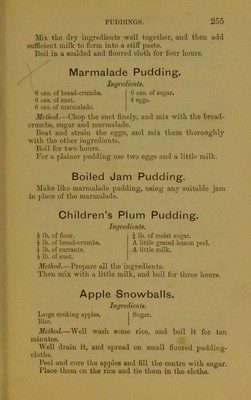 PUDDINGS. 255
Mix the dry ingredients well together, and then add
sufficient milk to form into a stiff paste.
Boil in a scalded and floured cloth for four hours.
Marmalade Pudding.
Ingredients.
6 ozs. of bread-crumbs. 6 ozs. of sugar.
6 ozs. of suet. 4 eggs.
6 ozs. of marmalade.
Method.—Chop the suet finely, and mix with the bread-
crumbs, sugar and marmalade.
Beat and strain the eggs, and mix them thoroughly
with the other ingredients.
Boil for two hours.
For a plainer pudding use two eggs and a little milk.
Boiled Jam Pudding.
Make like marmalade pudding, using any suitable jam
in place of the marmalade.
Children's Plum Pudding.
Ingredients.
½ lb. of flour. ¼ lb. of moist sugar.
½ lb. of bread-crumbs. A little grated lemon peel.
½ lb. of currants. A little milk.
½ lb. of suet.
Method.—Prepare all the ingredients.
Then mix with a little milk, and boil for three hours.
Apple Snowballs.
Ingredients.
Large cooking apples. Sugar.
Rice.
Method.—Well wash some rice, and boil it for ten
minutes.
Well drain it, and spread on small floured pudding-
cloths.
Peel and core the apples and fill the centre with sugar.
Place them on the rice and tie them in the cloths.